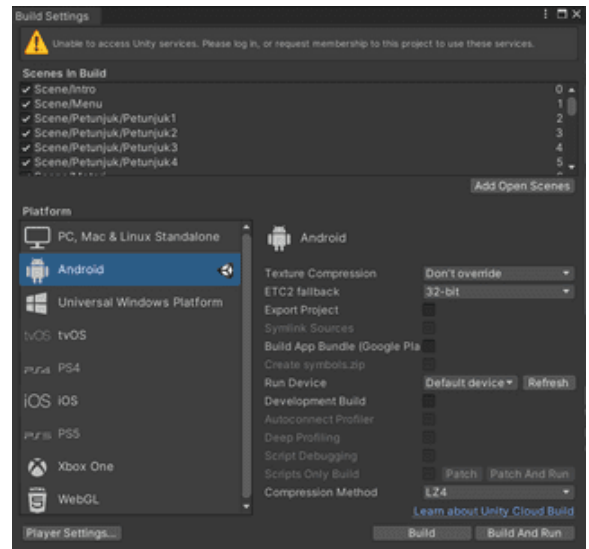 Build Settings
Unable to access Unity services. Please log in, or request membership to this project to use these services.
Scenes In Build
Scene/Intro 0
Scene/Menu 1
Scene/Petunjuk/Petunjuk1 2
Scene/Petunjuk/Petunjuk2 3
Scene/Petunjuk/Petunjuk3 4
Scene/Petunjuk/Petunjuk4 5
Add Open Scenes
Platform
PC, Mac & Linux Standalone
Android
Universal Windows Platform
tvOS tvOS
PS4 PS4
iOS iOS
PS5 PS5
Xbox One
WebGL
Android
Texture Compression Don't override
ETC2 fallback 32-bit
Export Project
Symlink Sources
Build App Bundle (Google Pla
Create symbols.zip
Run Device Default device Refresh
Development Build
Autoconnect Profiler
Deep Profiling
Script Debugging
Scripts Only Build Patch Patch And Run
Compression Method LZ4
Learn about Unity Cloud Build
Player Settings... Build Build And Run